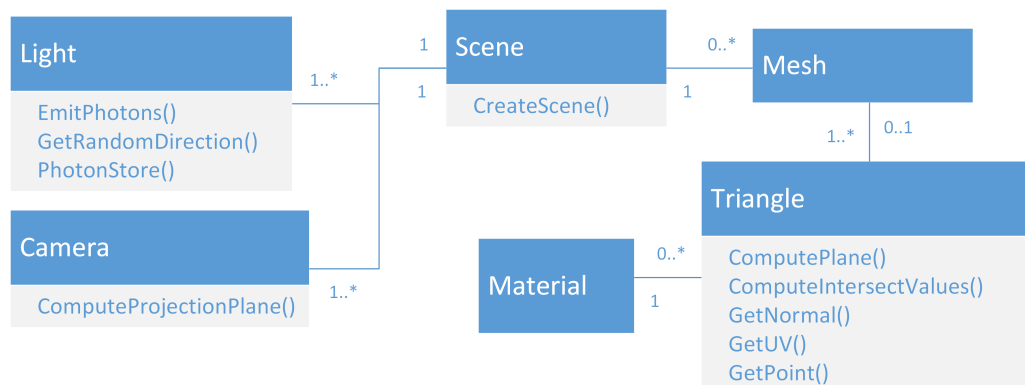 Light
EmitPhotons()
GetRandomDirection()
PhotonStore()
1..*
1
1
Scene
CreateScene()
0..*
1
Mesh
1..*
0..1
Camera
ComputeProjectionPlane()
1..*
Material
0..*
1
Triangle
ComputePlane()
ComputeIntersectValues()
GetNormal()
GetUV()
GetPoint()